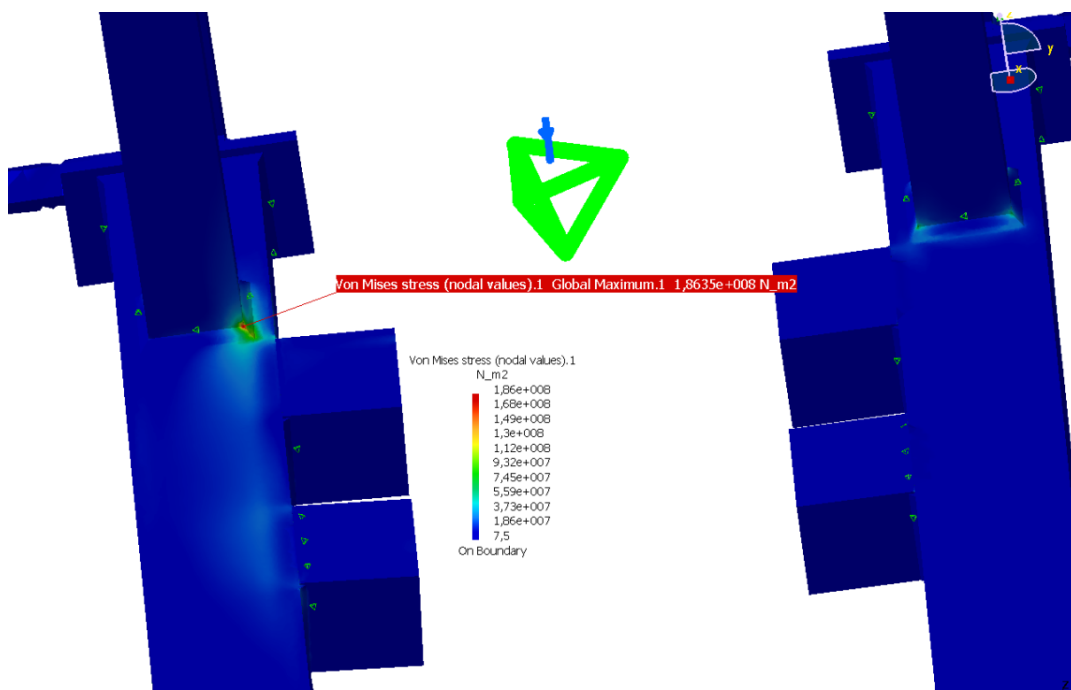 z
y
x
Von Mises stress (nodal values).1 Global Maximum.1 1,8635e+008 N_m2
Von Mises stress (nodal values).1
N_m2
1,86e+008
1,68e+008
1,49e+008
1,3e+008
1,12e+008
9,32e+007
7,45e+007
5,59e+007
3,73e+007
1,86e+007
7,5
On Boundary